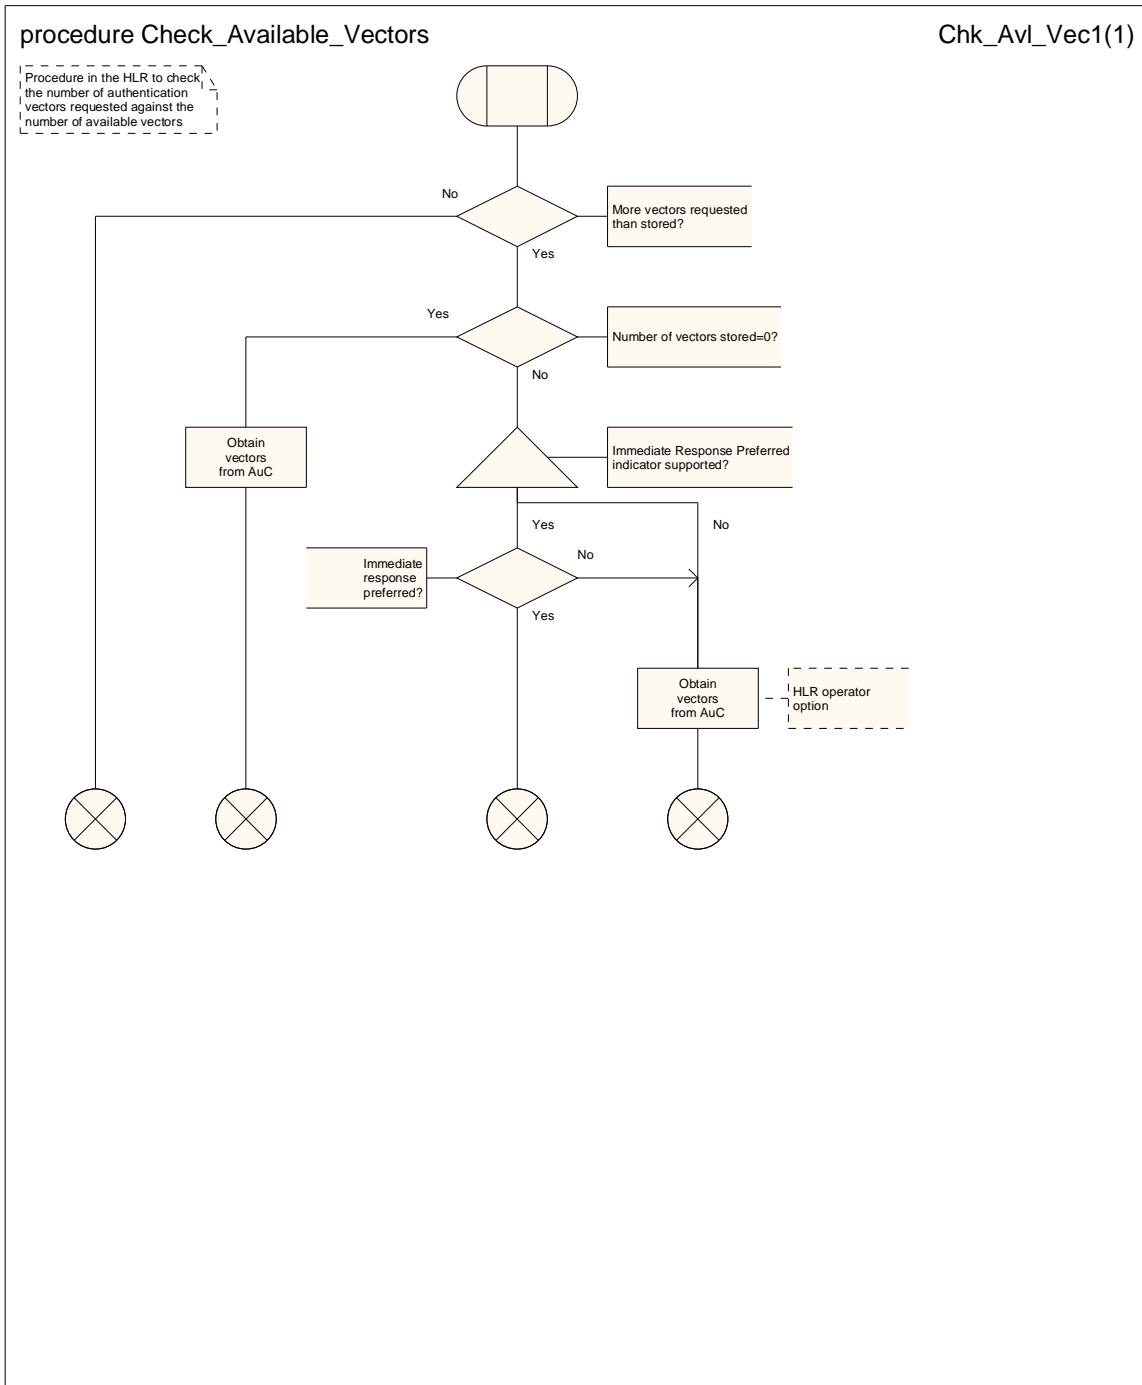 procedure Check_Available_Vectors
Chk_Avl_Vec1(1)
Procedure in the HLR to check
the number of authentication
vectors requested against the
number of available vectors
No
More vectors requested
than stored?
Yes
Yes
Number of vectors stored=0?
No
Obtain
vectors
from AuC
Immediate Response Preferred
indicator supported?
Yes
No
Immediate
response
preferred?
No
Yes
Obtain
vectors
from AuC
HLR operator
option